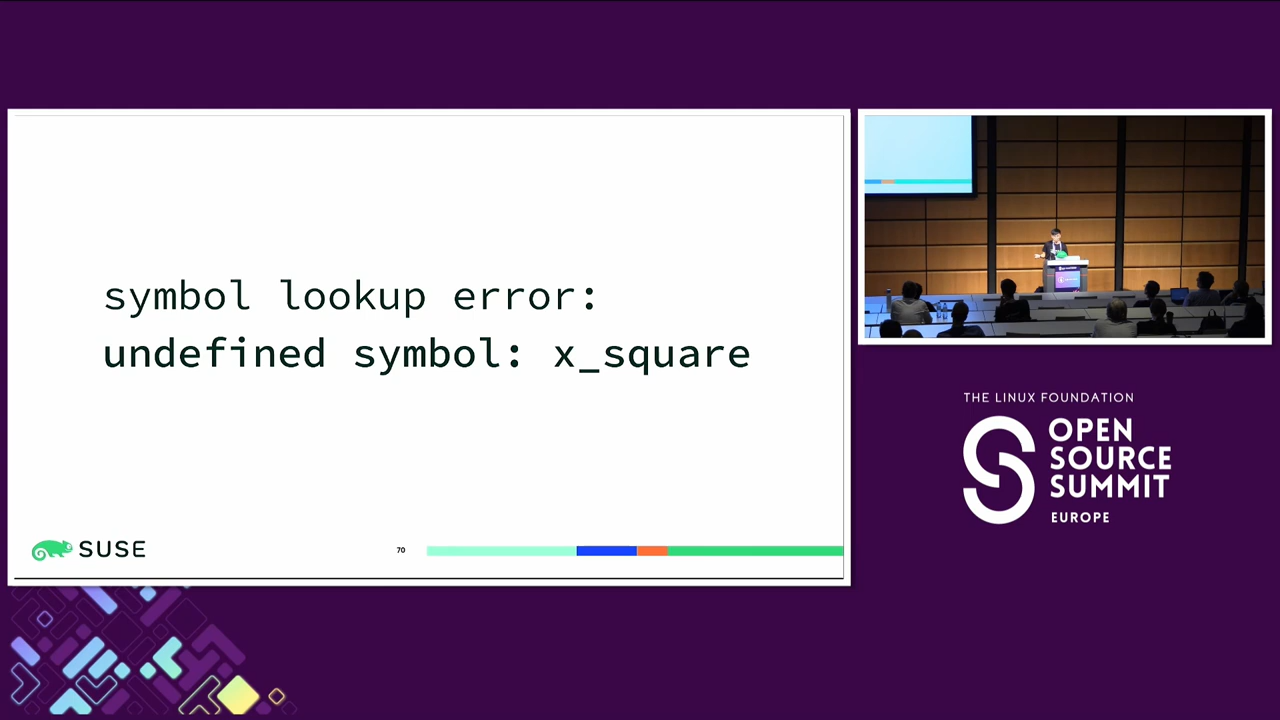 symbol lookup error:
undefined symbol: x_square
SUSE
70
THE LINUX FOUNDATION
OPEN
SOURCE
SUMMIT
EUROPE